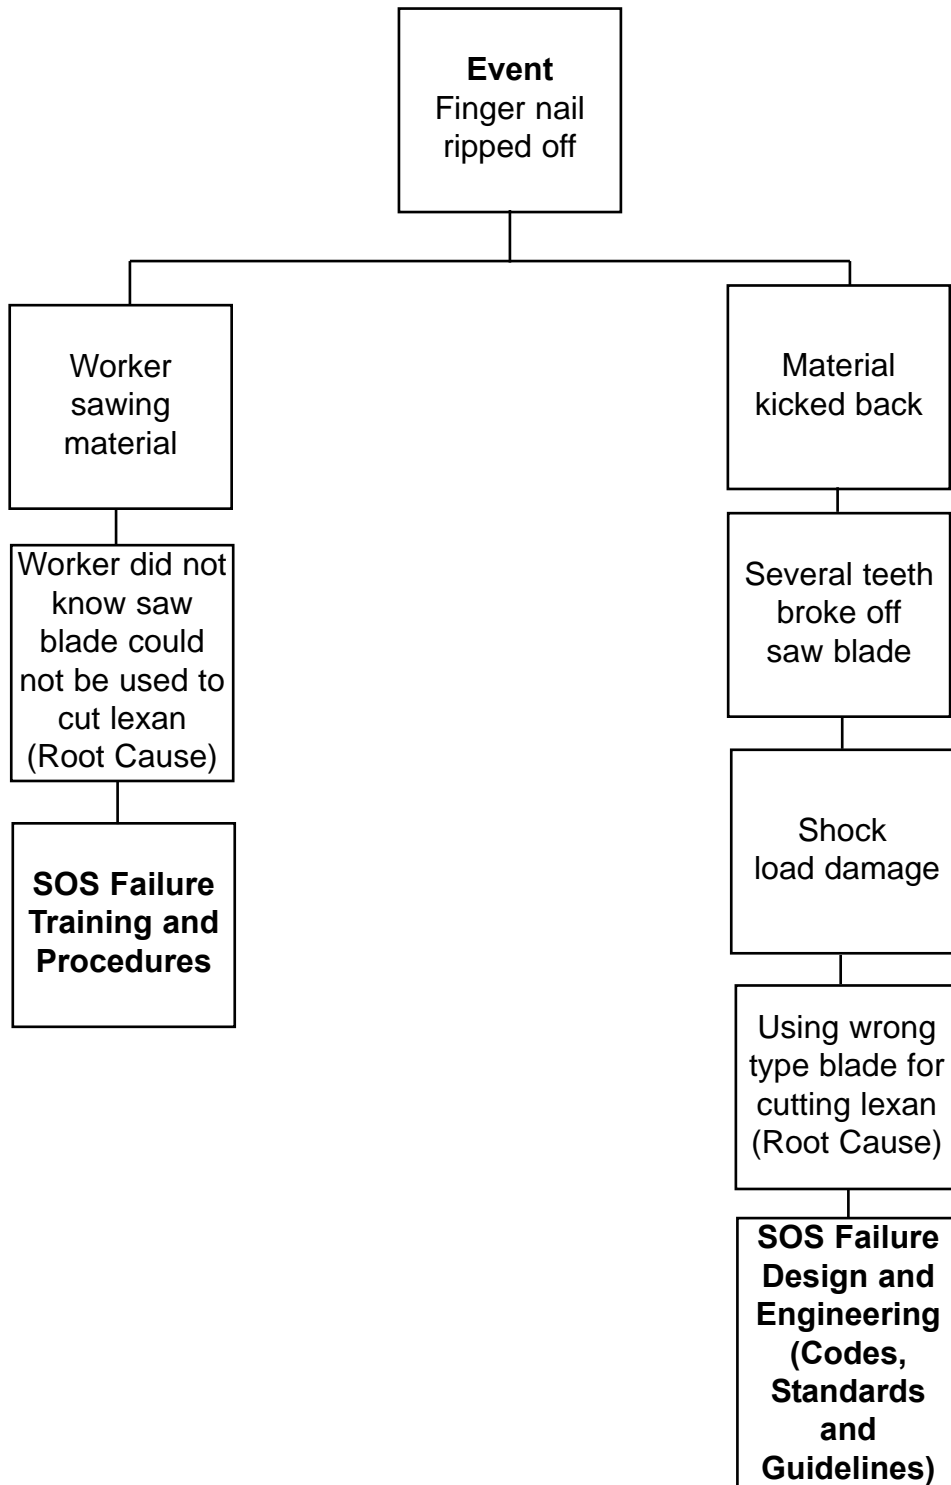 Event
Finger nail
ripped off
Worker
sawing
material
Worker did not
know saw
blade could
not be used to
cut lexan
(Root Cause)
SOS Failure
Training and
Procedures
Material
kicked back
Several teeth
broke off
saw blade
Shock
load damage
Using wrong
type blade for
cutting lexan
(Root Cause)
SOS Failure
Design and
Engineering
(Codes,
Standards
and
Guidelines)